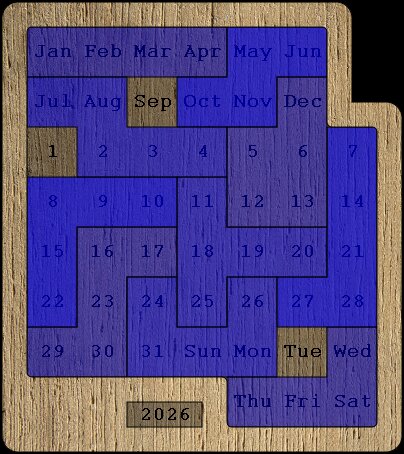 Jan Feb Mar Apr May Jun
Jul Aug Sep Oct Nov Dec
1 2 3 4 5 6 7
8 9 10 11 12 13 14
15 16 17 18 19 20 21
22 23 24 25 26 27 28
29 30 31 Sun Mon Tue Wed
Thu Fri Sat
2026